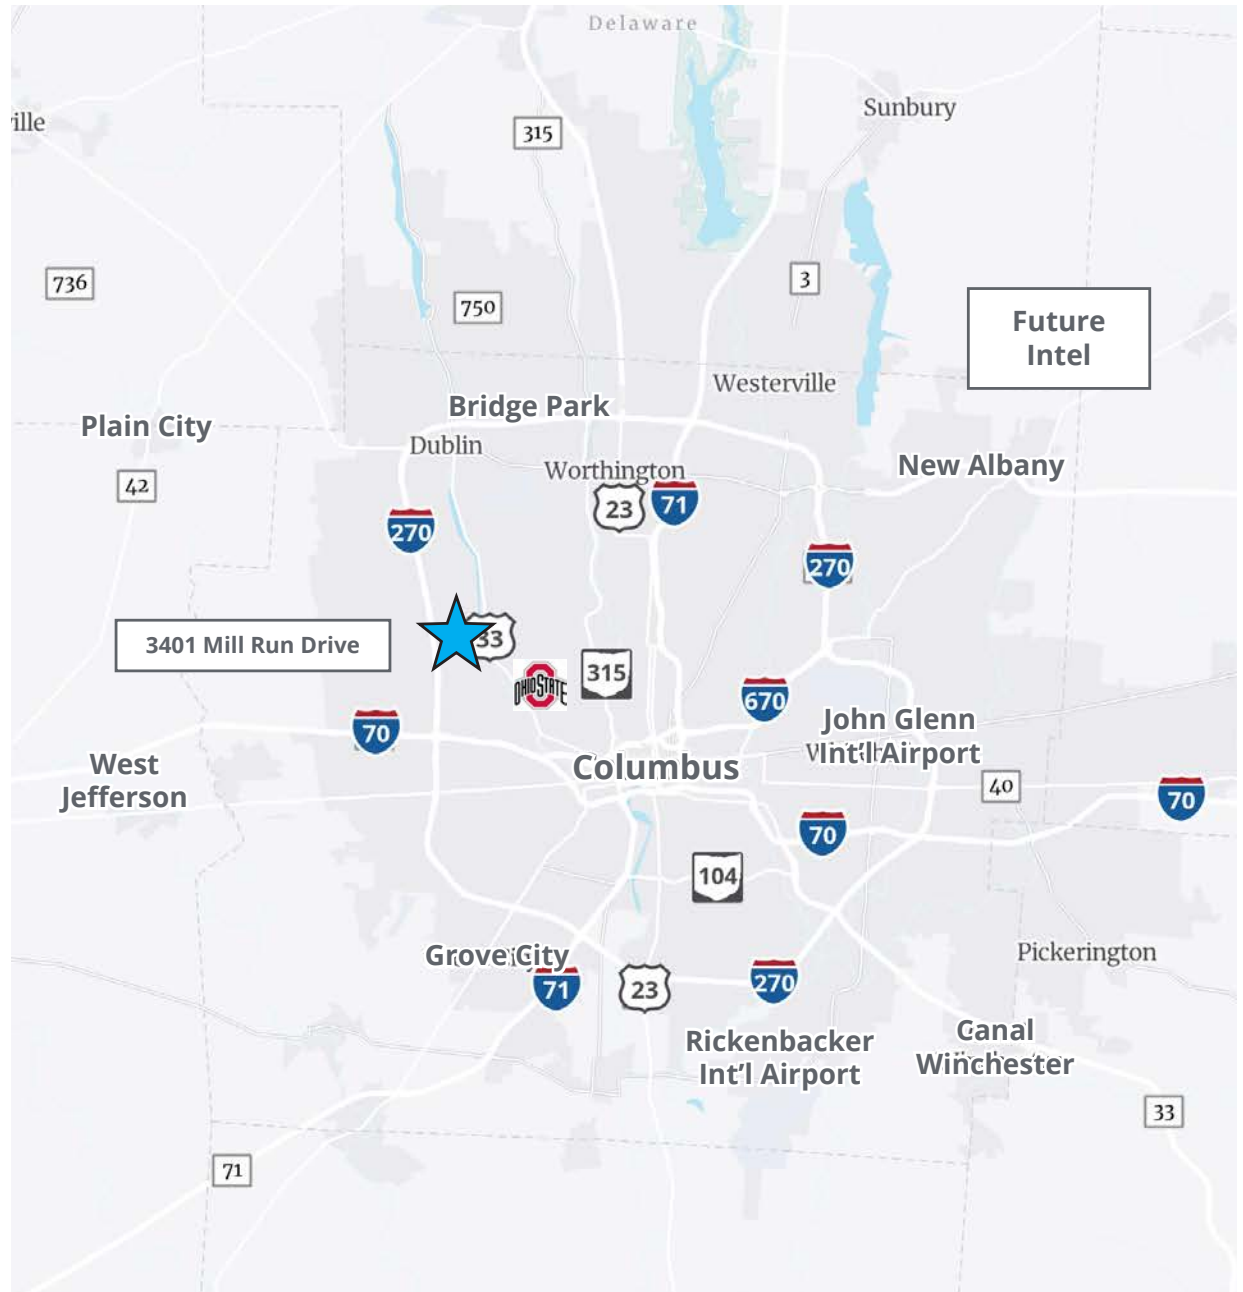 Delaware
Sunbury
ville
315
736
750
3
Future
Intel
Westerville
Bridge Park
Plain City
Dublin
Worthington
New Albany
42
23
71
270
270
3401 Mill Run Drive
33
OHIO STATE
315
670
70
John Glenn
Int'l Airport
West
Jefferson
Columbus
40
70
70
104
Grove City
71
23
270
Pickerington
Rickenbacker
Int'l Airport
Canal
Winchester
33
71